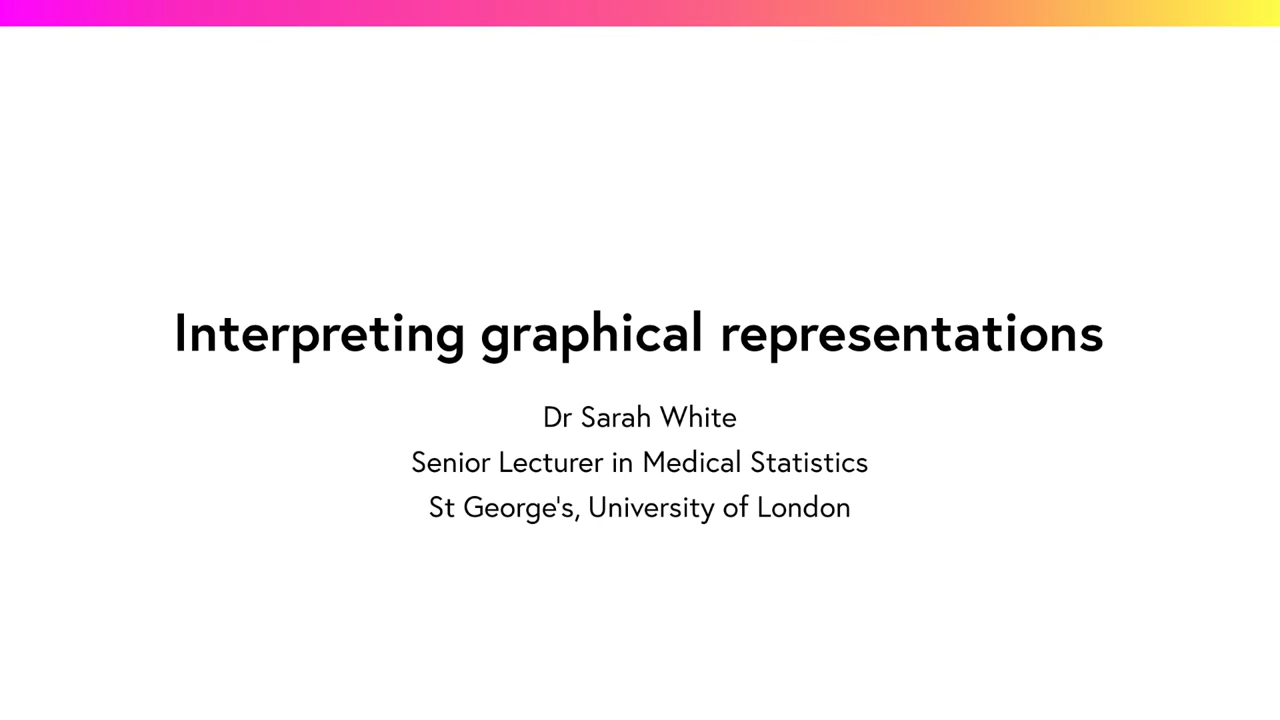 Interpreting graphical representations
Dr Sarah White
Senior Lecturer in Medical Statistics
St George's, University of London